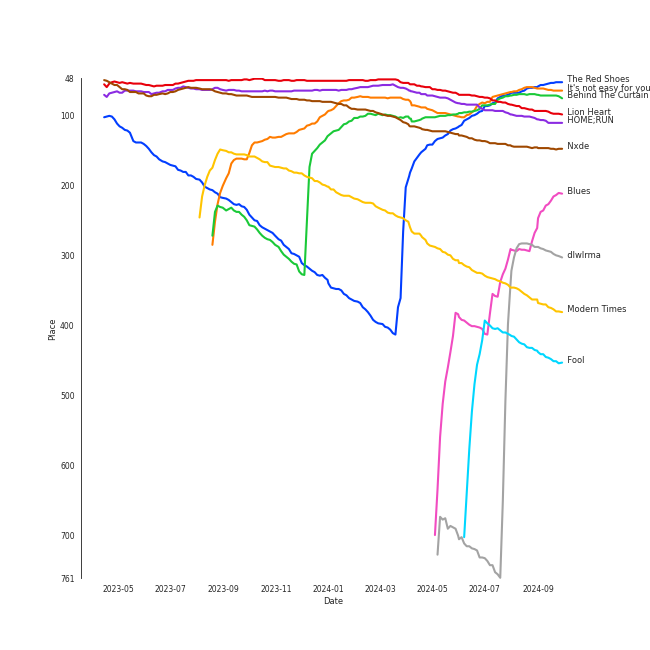 48
100
200
300
400
500
600
700
761
Place
2023-05
2023-07
2023-09
2023-11
2024-01
2024-03
2024-05
2024-07
2024-09
Date
The Red Shoes
It's not easy for you
Behind The Curtain
Lion Heart
HOME;RUN
Nxde
Blues
dlwlrma
Modern Times
Fool